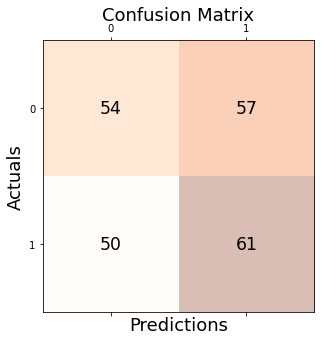 Confusion Matrix
0 1
0 54 57
Actuals
1 50 61
Predictions